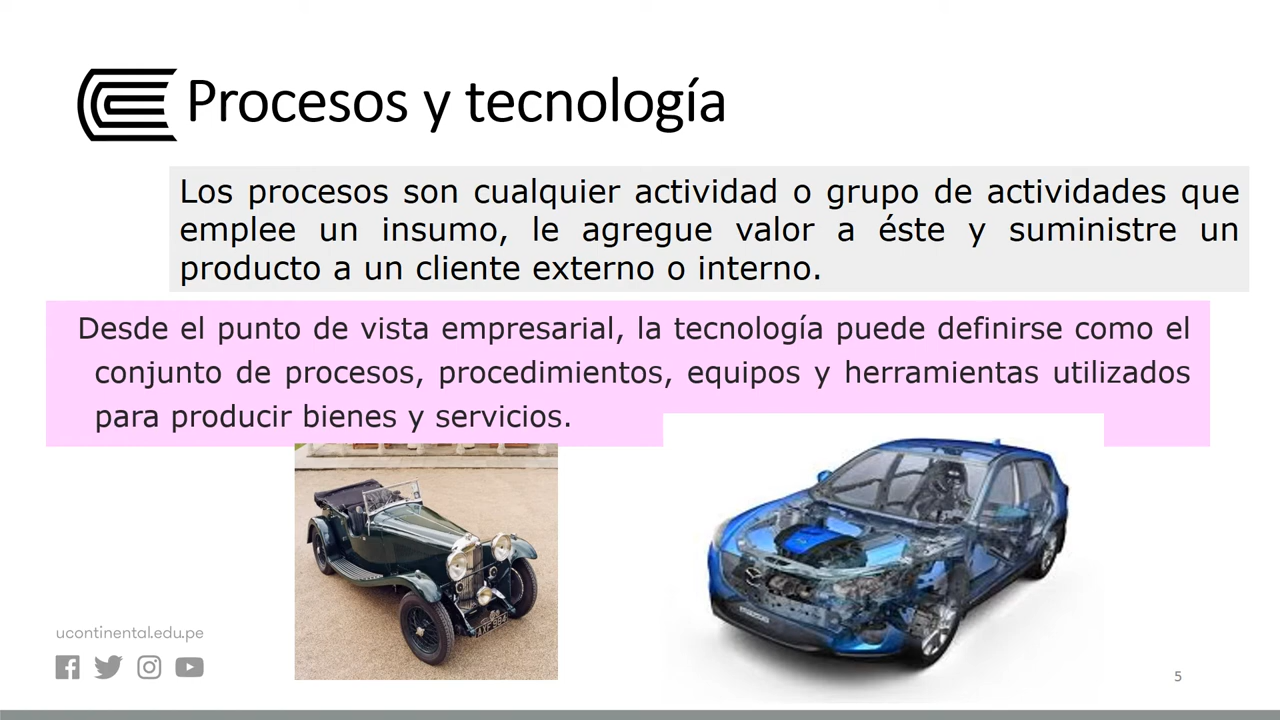 Procesos y tecnología
Los procesos son cualquier actividad o grupo de actividades que
emplee un insumo, le agregue valor a éste y suministre un
producto a un cliente externo o interno.
Desde el punto de vista empresarial, la tecnología puede definirse como el
conjunto de procesos, procedimientos, equipos y herramientas utilizados
para producir bienes y servicios.
ucontinental.edu.pe
5